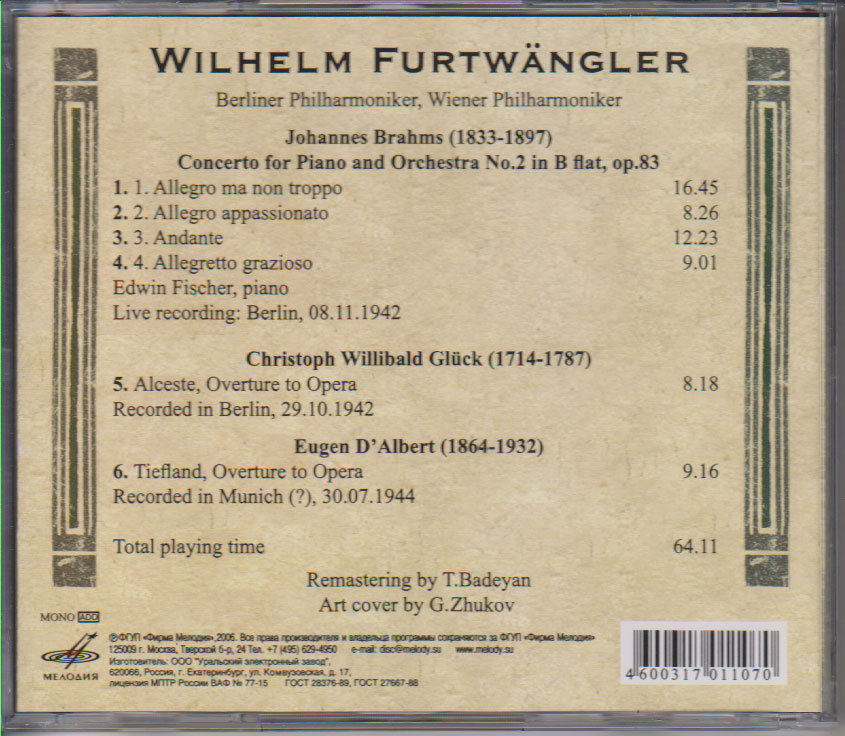 WILHELM FURTWÄNGLER
Berliner Philharmoniker, Wiener Philharmoniker
Johannes Brahms (1833-1897)
Concerto for Piano and Orchestra No.2 in B flat, op.83
1. 1. Allegro ma non troppo 16.45
2. 2. Allegro appassionato 8.26
3. 3. Andante 12.23
4. 4. Allegretto grazioso 9.01
Edwin Fischer, piano
Live recording: Berlin, 08.11.1942
Christoph Willibald Glück (1714-1787)
5. Alceste, Overture to Opera 8.18
Recorded in Berlin, 29.10.1942
Eugen D'Albert (1864-1932)
6. Tiefland, Overture to Opera 9.16
Recorded in Munich (?), 30.07.1944
Total playing time 64.11
Remastering by T.Badeyan
Art cover by G.Zhukov
MONO ADD
МЕЛОДИЯ
℗ФГУП «Фирма Мелодия»,2006. Все права производителя и владельца программы сохраняются за ФГУП «Фирма Мелодия»
125009 г. Москва, Тверской б-р, 24 Тел. +7 (495) 629-4950 e-mail: disc@melody.su www.melody.su
Изготовитель: ООО "Уральский электронный завод",
620066, Россия, г. Екатеринбург, ул. Комвузовская, д. 17,
лицензия МПТР России ВАФ № 77-15 ГОСТ 28376-89, ГОСТ 27667-88
4600317011070